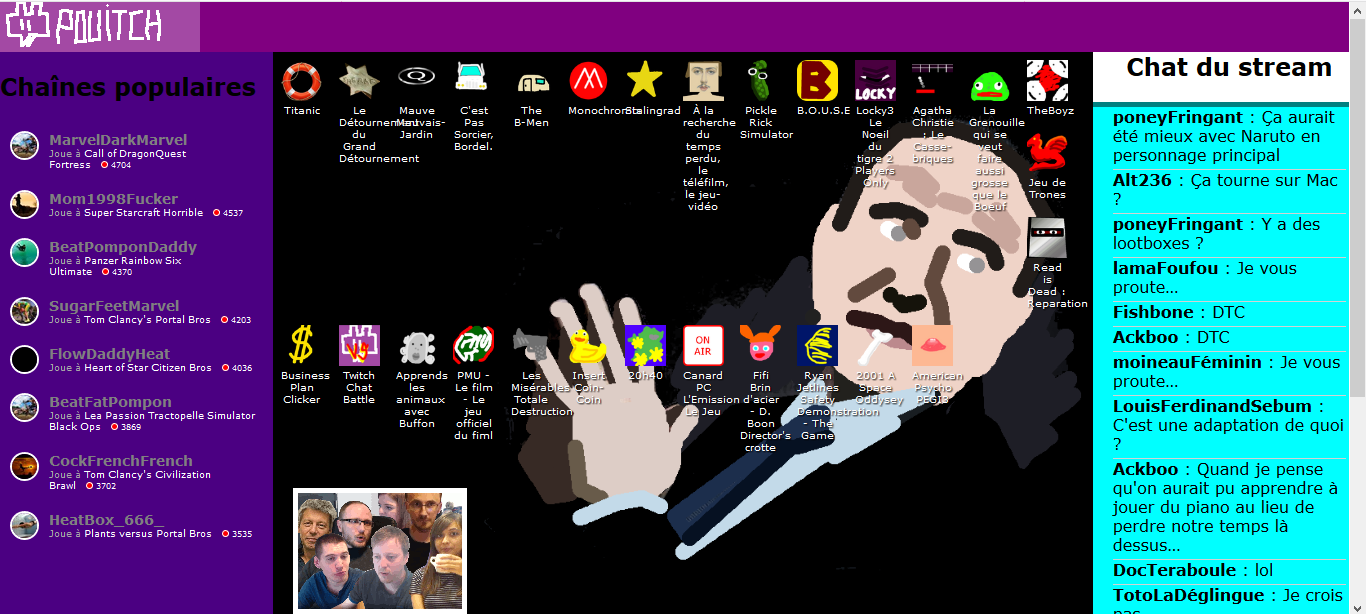 POUITCH
Chaînes populaires
MarvelDarkMarvel
Joue à Call of DragonQuest
Fortress 4704
Mom1998Fucker
Joue à Super Starcraft Horrible 4537
BeatPomponDaddy
Joue à Panzer Rainbow Six
Ultimate 4370
SugarFeetMarvel
Joue à Tom Clancy's Portal Bros 4203
FlowDaddyHeat
Joue à Heart of Star Citizen Bros 4036
BeatFatPompon
Joue à Lea Passion Tractopelle Simulator
Black Ops 3869
CockFrenchFrench
Joue à Tom Clancy's Civilization
Brawl 3702
HeatBox_666_
Joue à Plants versus Portal Bros 3535
Titanic
Le
Détournement
du
Grand
Détournement
Mauve
Mauvais-
Jardin
C'est
Pas
Sorcier,
Bordel.
The
B-Men
Monochrome
Stalingrad
À la
recherche
du
temps
perdu,
le
téléfilm,
le jeu-
vidéo
Pickle
Rick
Simulator
B
B.O.U.S.E
LOCKY
Locky3
Le
Noeil
du
tigre 2
Players
Only
Agatha
Christie
: Le
Casse-
briques
La
Grenouille
qui se
veut
faire
aussi
grosse
que le
Boeuf
TheBoyz
Jeu de
Trones
Read
is
Dead :
Reparation
Business
Plan
Clicker
VS
Twitch
Chat
Battle
Apprends
les
animaux
avec
Buffon
PMU
PMU -
Le film
- Le
jeu
officiel
du fiml
Les
Misérables
Totale
Destruction
Insert
Coin-
Coin
20h40
ON
AIR
Canard
PC
L'Emission
Le Jeu
Fifi
Brin
d'acier
- D.
Boon
Director's
crotte
Ryan
Jetlines
Safety
Demonstration
- The
Game
2001 A
Space
Oddysey
American
Psycho
PEGI3
Chat du stream
poneyFringant : Ça aurait
été mieux avec Naruto en
personnage principal
Alt236 : Ça tourne sur Mac
?
poneyFringant : Y a des
lootboxes ?
lamaFoufou : Je vous
proute...
Fishbone : DTC
Ackboo : DTC
moineauFéminin : Je vous
proute...
LouisFerdinandSebum :
C'est une adaptation de quoi
?
Ackboo : Quand je pense
qu'on aurait pu apprendre à
jouer du piano au lieu de
perdre notre temps là
dessus...
DocTeraboule : lol
TotoLaDéglingue : Je crois
pas